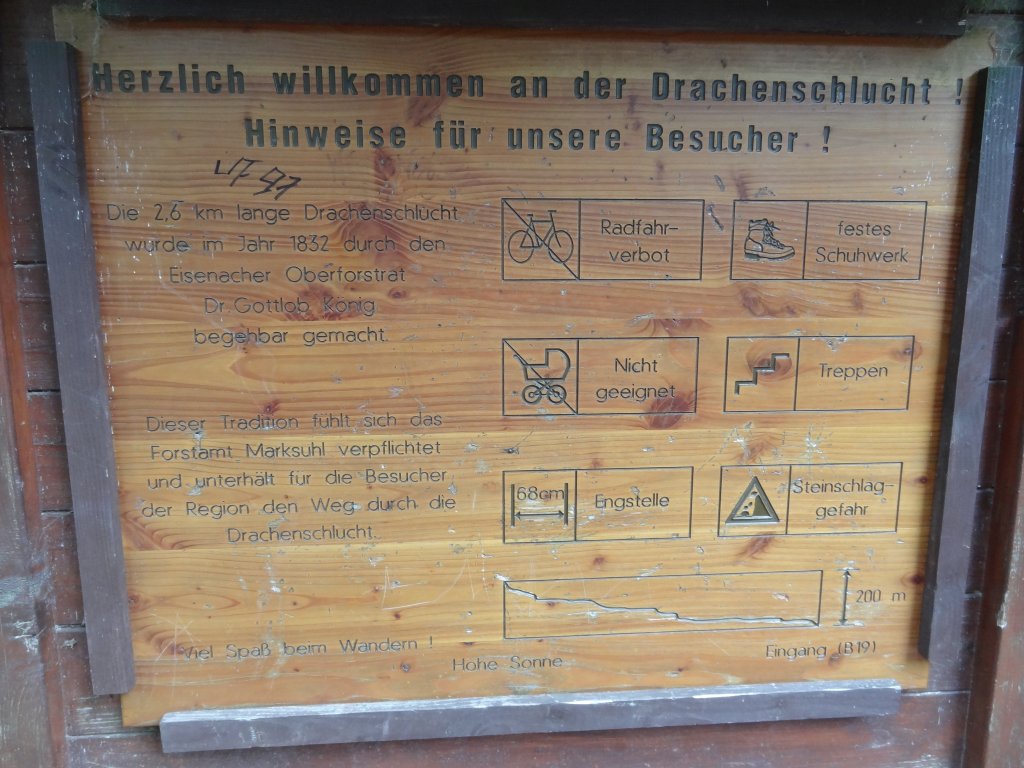 Herzlich willkommen an der Drachenschlucht !
Hinweise für unsere Besucher !
Die 2,6 km lange Drachenschlucht
wurde im Jahr 1832 durch den
Eisenacher Oberforstrat
Dr. Gottlob König
begehbar gemacht.
Dieser Tradition fühlt sich das
Forstamt Marksuhl verpflichtet
und unterhält für die Besucher
der Region den Weg durch die
Drachenschlucht.
Viel Spaß beim Wandern !
Radfahr-
verbot
festes
Schuhwerk
Nicht
geeignet
Treppen
68cm
Engstelle
Steinschlag-
gefahr
200 m
Hohe Sonne
Eingang (B19)